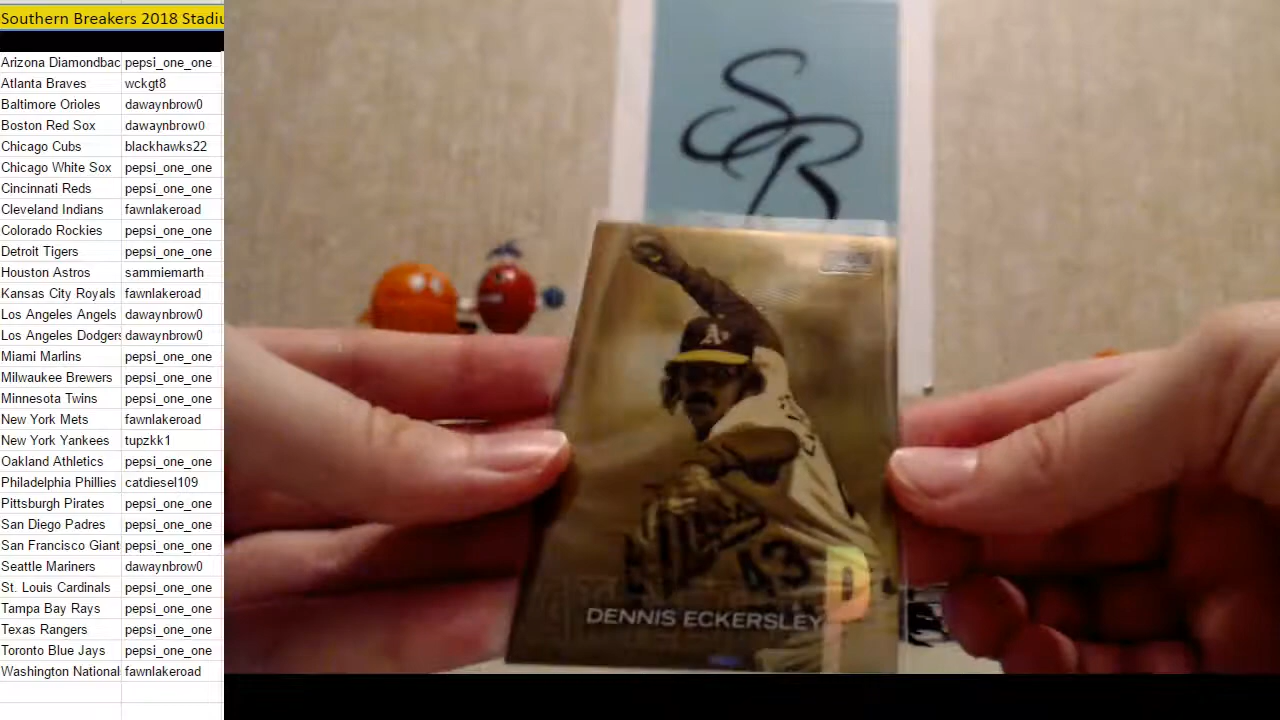 Southern Breakers 2018 Stadiu
Arizona Diamondbac pepsi_one_one
Atlanta Braves wckgt8
Baltimore Orioles dawaynbrow0
Boston Red Sox dawaynbrow0
Chicago Cubs blackhawks22
Chicago White Sox pepsi_one_one
Cincinnati Reds pepsi_one_one
Cleveland Indians fawnlakeroad
Colorado Rockies pepsi_one_one
Detroit Tigers pepsi_one_one
Houston Astros sammiemarth
Kansas City Royals fawnlakeroad
Los Angeles Angels dawaynbrow0
Los Angeles Dodgers dawaynbrow0
Miami Marlins pepsi_one_one
Milwaukee Brewers pepsi_one_one
Minnesota Twins pepsi_one_one
New York Mets fawnlakeroad
New York Yankees tupzkk1
Oakland Athletics pepsi_one_one
Philadelphia Phillies catdiesel109
Pittsburgh Pirates pepsi_one_one
San Diego Padres pepsi_one_one
San Francisco Giant pepsi_one_one
Seattle Mariners dawaynbrow0
St. Louis Cardinals pepsi_one_one
Tampa Bay Rays pepsi_one_one
Texas Rangers pepsi_one_one
Toronto Blue Jays pepsi_one_one
Washington National fawnlakeroad
SB
A's
43
P
DENNIS ECKERSLEY